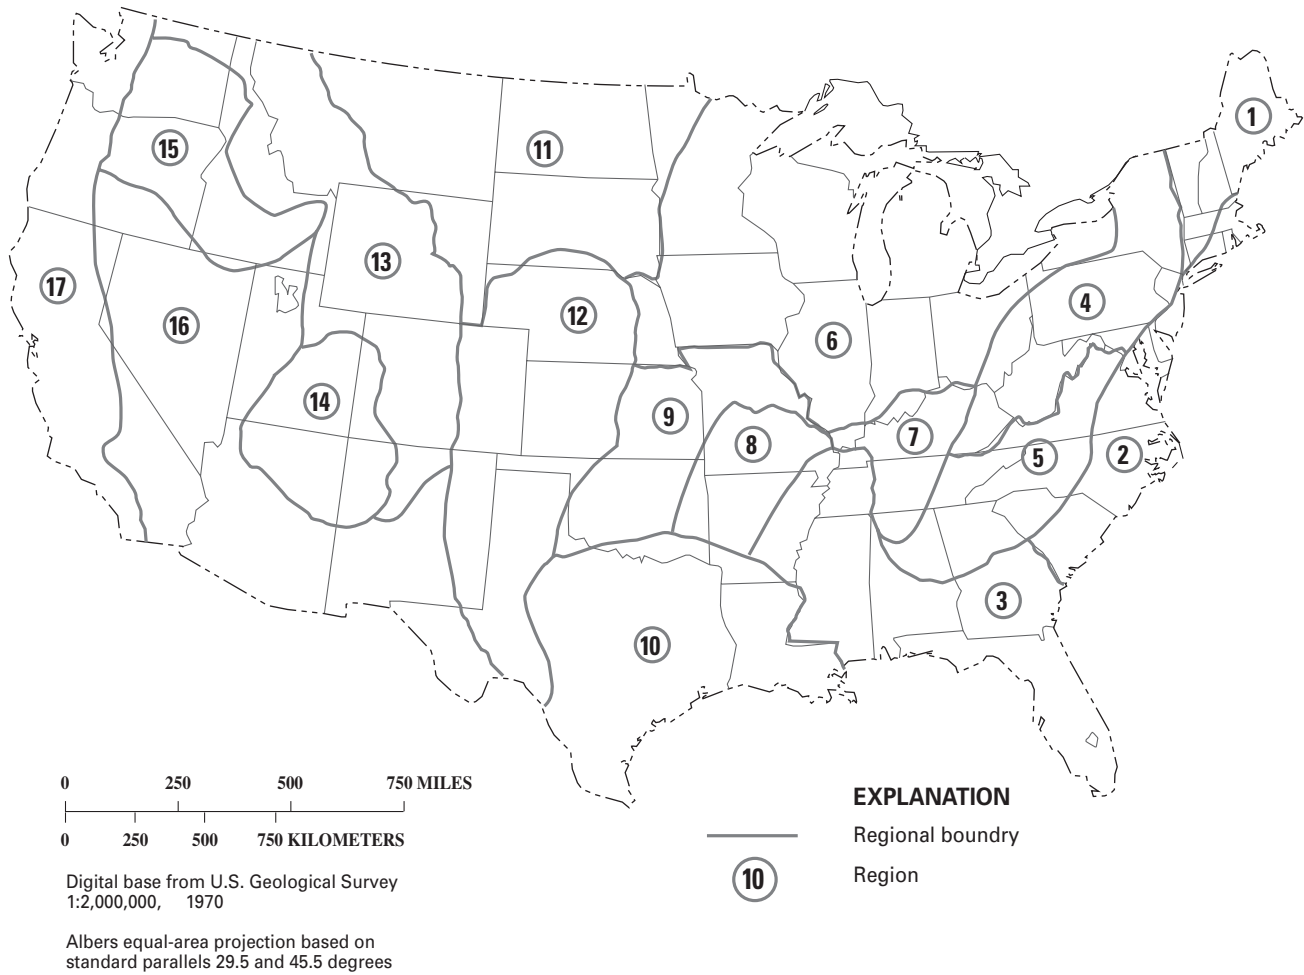 1
15
11
13
17
12
4
16
6
14
9
7
8
5
2
3
10
0 250 500 750 MILES
0 250 500 750 KILOMETERS
Digital base from U.S. Geological Survey
1:2,000,000, 1970
Albers equal-area projection based on
standard parallels 29.5 and 45.5 degrees
EXPLANATION
Regional boundry
10 Region